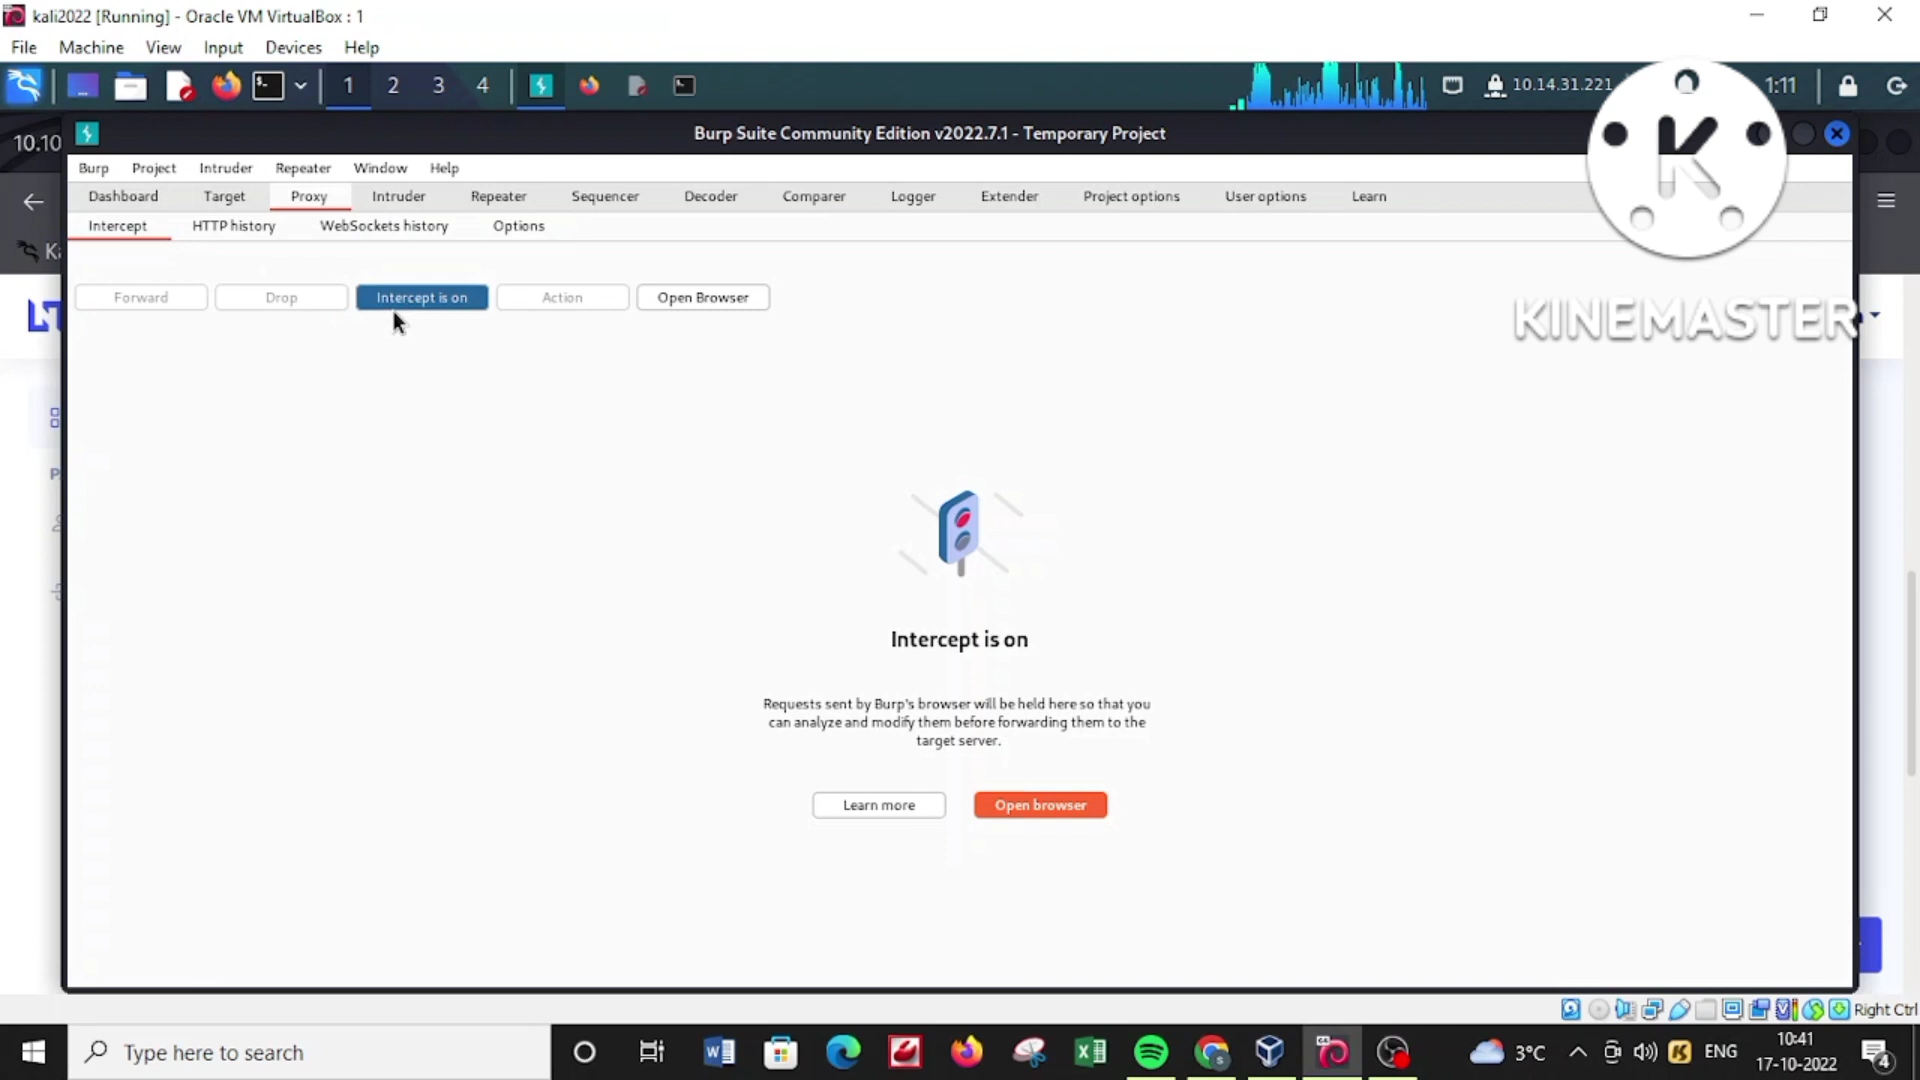 kali2022 [Running] - Oracle VM VirtualBox : 1
File Machine View Input Devices Help
1 2 3 4 10.14.31.221 1:11
10.10
Burp Suite Community Edition v2022.7.1 - Temporary Project
Burp Project Intruder Repeater Window Help
Dashboard Target Proxy Intruder Repeater Sequencer Decoder Comparer Logger Extender Project options User options Learn
Intercept HTTP history WebSockets history Options
Forward Drop Intercept is on Action Open Browser
KINEMASTER
Intercept is on
Requests sent by Burp's browser will be held here so that you
can analyze and modify them before forwarding them to the
target server.
Learn more Open browser
Right Ctrl
Type here to search
3°C ENG
10:41
17-10-2022
4